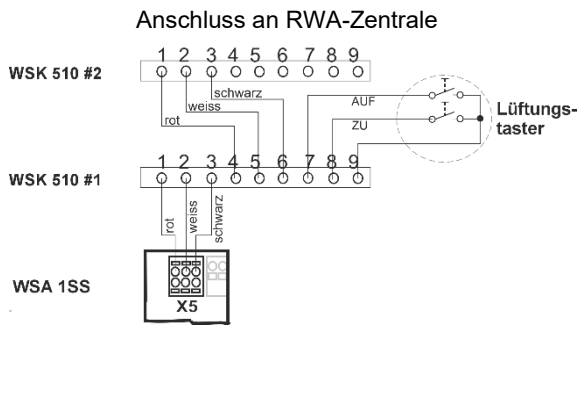 Anschluss an RWA-Zentrale
WSK 510 #2
1 2 3 4 5 6 7 8 9
schwarz
weiss
rot
AUF
ZU
Lüftungs-
taster
WSK 510 #1
1 2 3 4 5 6 7 8 9
rot
weiss
schwarz
WSA 1SS
X5